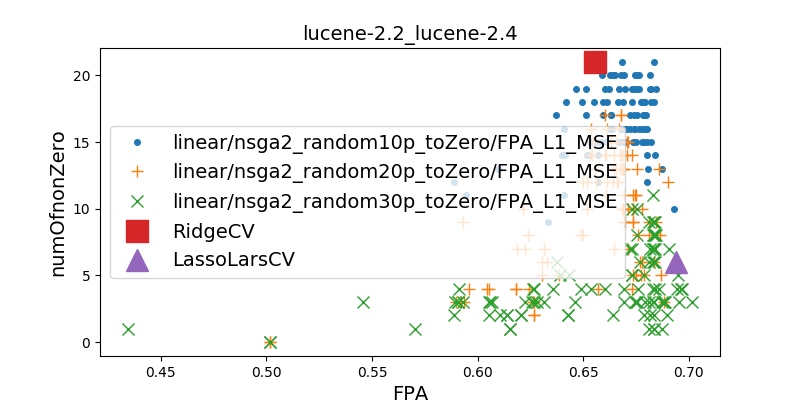 lucene-2.2_lucene-2.4
numOfnonZero
20
15
10
5
0
linear/nsga2_random10p_toZero/FPA_L1_MSE
linear/nsga2_random20p_toZero/FPA_L1_MSE
linear/nsga2_random30p_toZero/FPA_L1_MSE
RidgeCV
LassoLarsCV
0.45 0.50 0.55 0.60 0.65 0.70
FPA